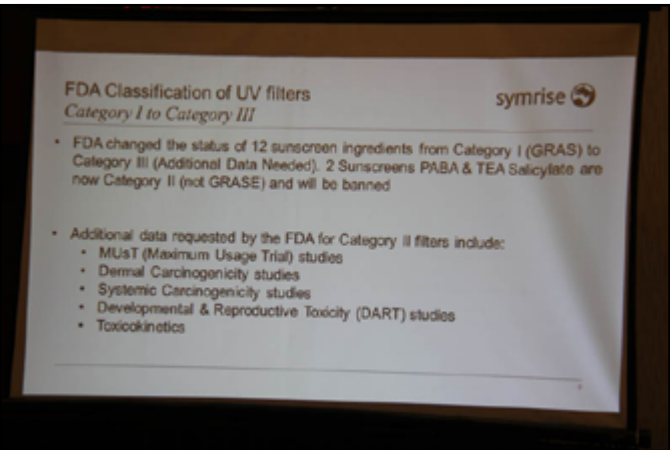 FDA Classification of UV filters
symrise
Category I to Category III
• FDA changed the status of 12 sunscreen ingredients from Category I (GRAS) to
Category III (Additional Data Needed). 2 Sunscreens PABA & TEA Salicylate are
now Category II (not GRASE) and will be banned
• Additional data requested by the FDA for Category II filters include:
• MUsT (Maximum Usage Trial) studies
• Dermal Carcinogenicity studies
• Systemic Carcinogenicity studies
• Developmental & Reproductive Toxicity (DART) studies
• Toxicokinetics